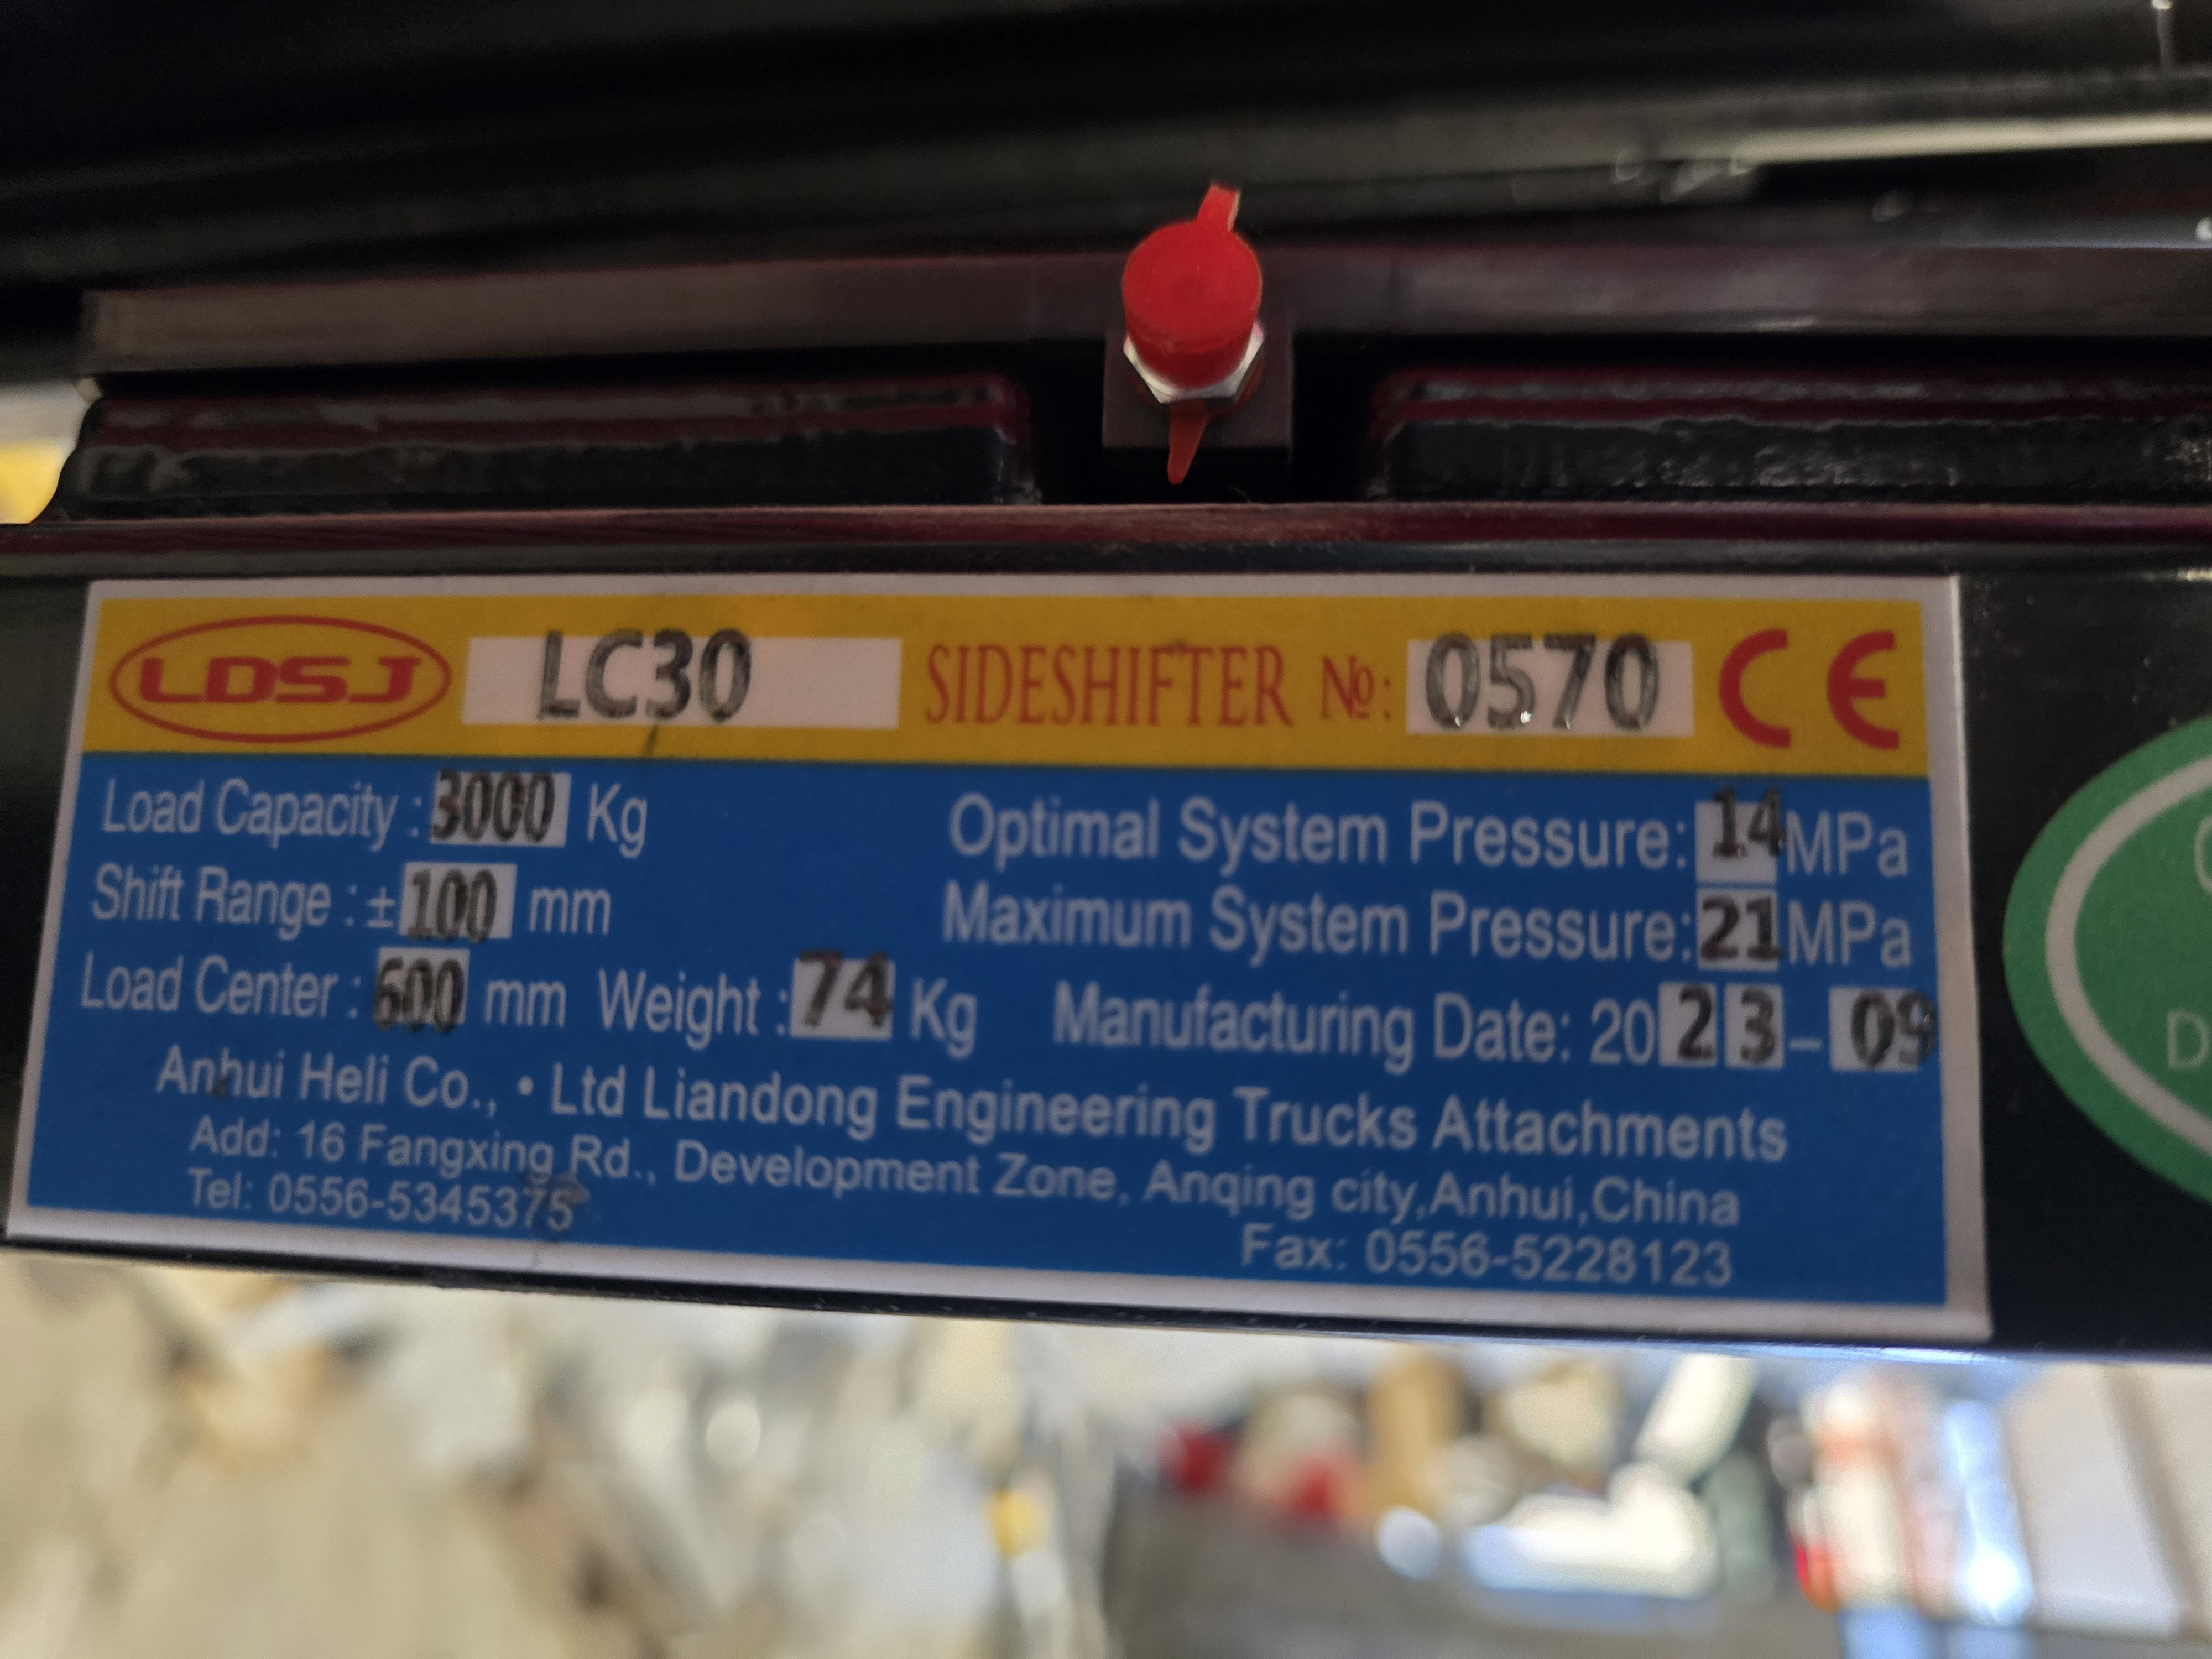 LDSJ LC30 SIDESHIFTER №: 0570 CE
Load Capacity : 3000 Kg Optimal System Pressure: 14 MPa
Shift Range : ± 100 mm Maximum System Pressure: 21 MPa
Load Center : 600 mm Weight : 74 Kg Manufacturing Date: 20 23 - 09
Anhui Heli Co., • Ltd Liandong Engineering Trucks Attachments
Add: 16 Fangxing Rd., Development Zone, Anqing city,Anhui,China
Tel: 0556-5345375 Fax: 0556-5228123